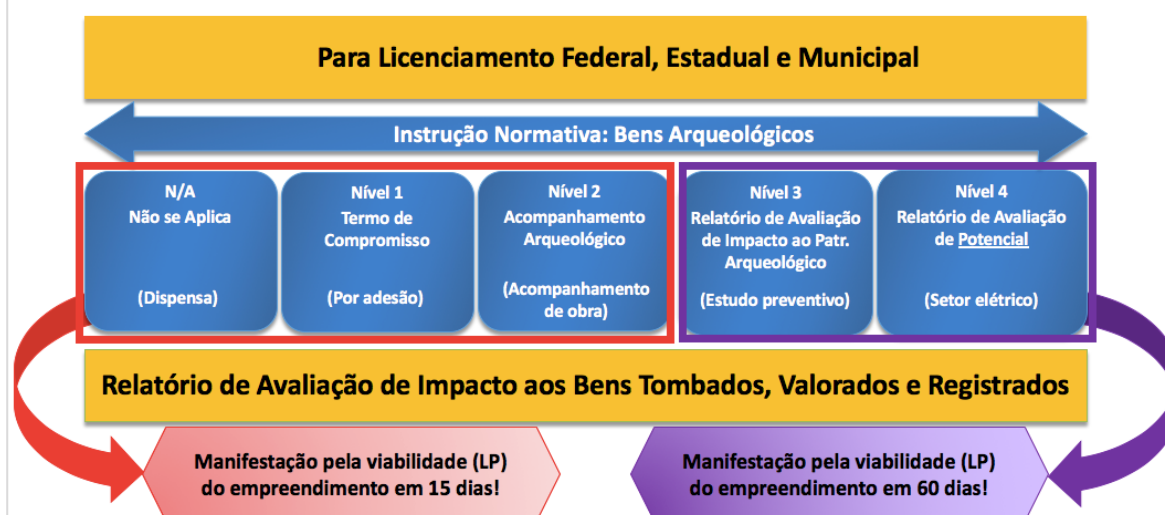 Para Licenciamento Federal, Estadual e Municipal
Instrução Normativa: Bens Arqueológicos
N/A
Não se Aplica
(Dispensa)
Nível 1
Termo de
Compromisso
(Por adesão)
Nível 2
Acompanhamento
Arqueológico
(Acompanhamento
de obra)
Nível 3
Relatório de Avaliação
de Impacto ao Patr.
Arqueológico
(Estudo preventivo)
Nível 4
Relatório de Avaliação
de Potencial
(Setor elétrico)
Relatório de Avaliação de Impacto aos Bens Tombados, Valorados e Registrados
Manifestação pela viabilidade (LP)
do empreendimento em 15 dias!
Manifestação pela viabilidade (LP)
do empreendimento em 60 dias!